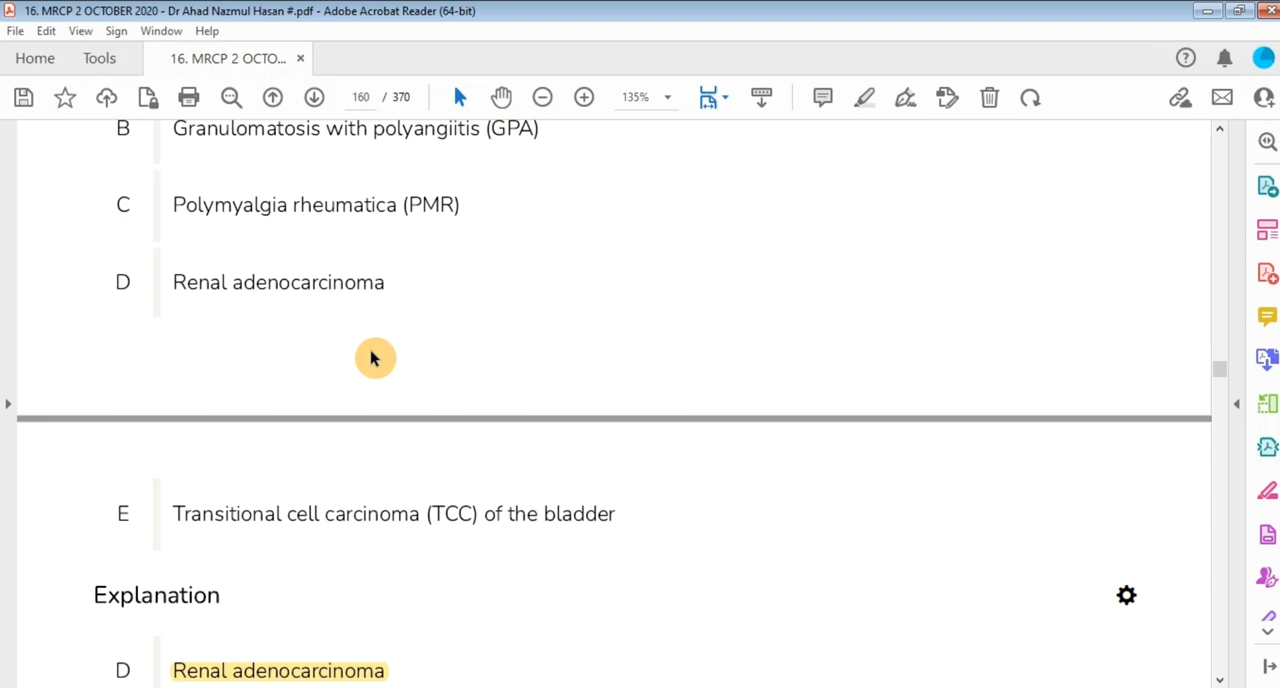 16. MRCP 2 OCTOBER 2020 - Dr Ahad Nazmul Hasan #.pdf - Adobe Acrobat Reader (64-bit)
File Edit View Sign Window Help
Home Tools 16. MRCP 2 OCTO... ×
160 / 370 135%
B Granulomatosis with polyangiitis (GPA)
C Polymyalgia rheumatica (PMR)
D Renal adenocarcinoma
E Transitional cell carcinoma (TCC) of the bladder
Explanation
D Renal adenocarcinoma